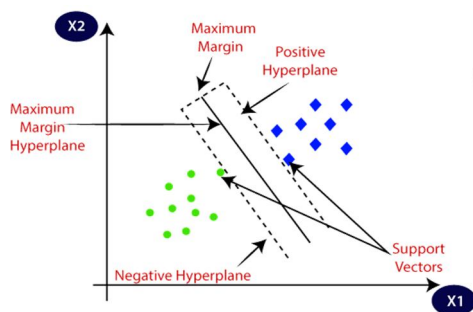 X2
Maximum
Margin
Positive
Hyperplane
Maximum
Margin
Hyperplane
Support
Vectors
Negative Hyperplane
X1